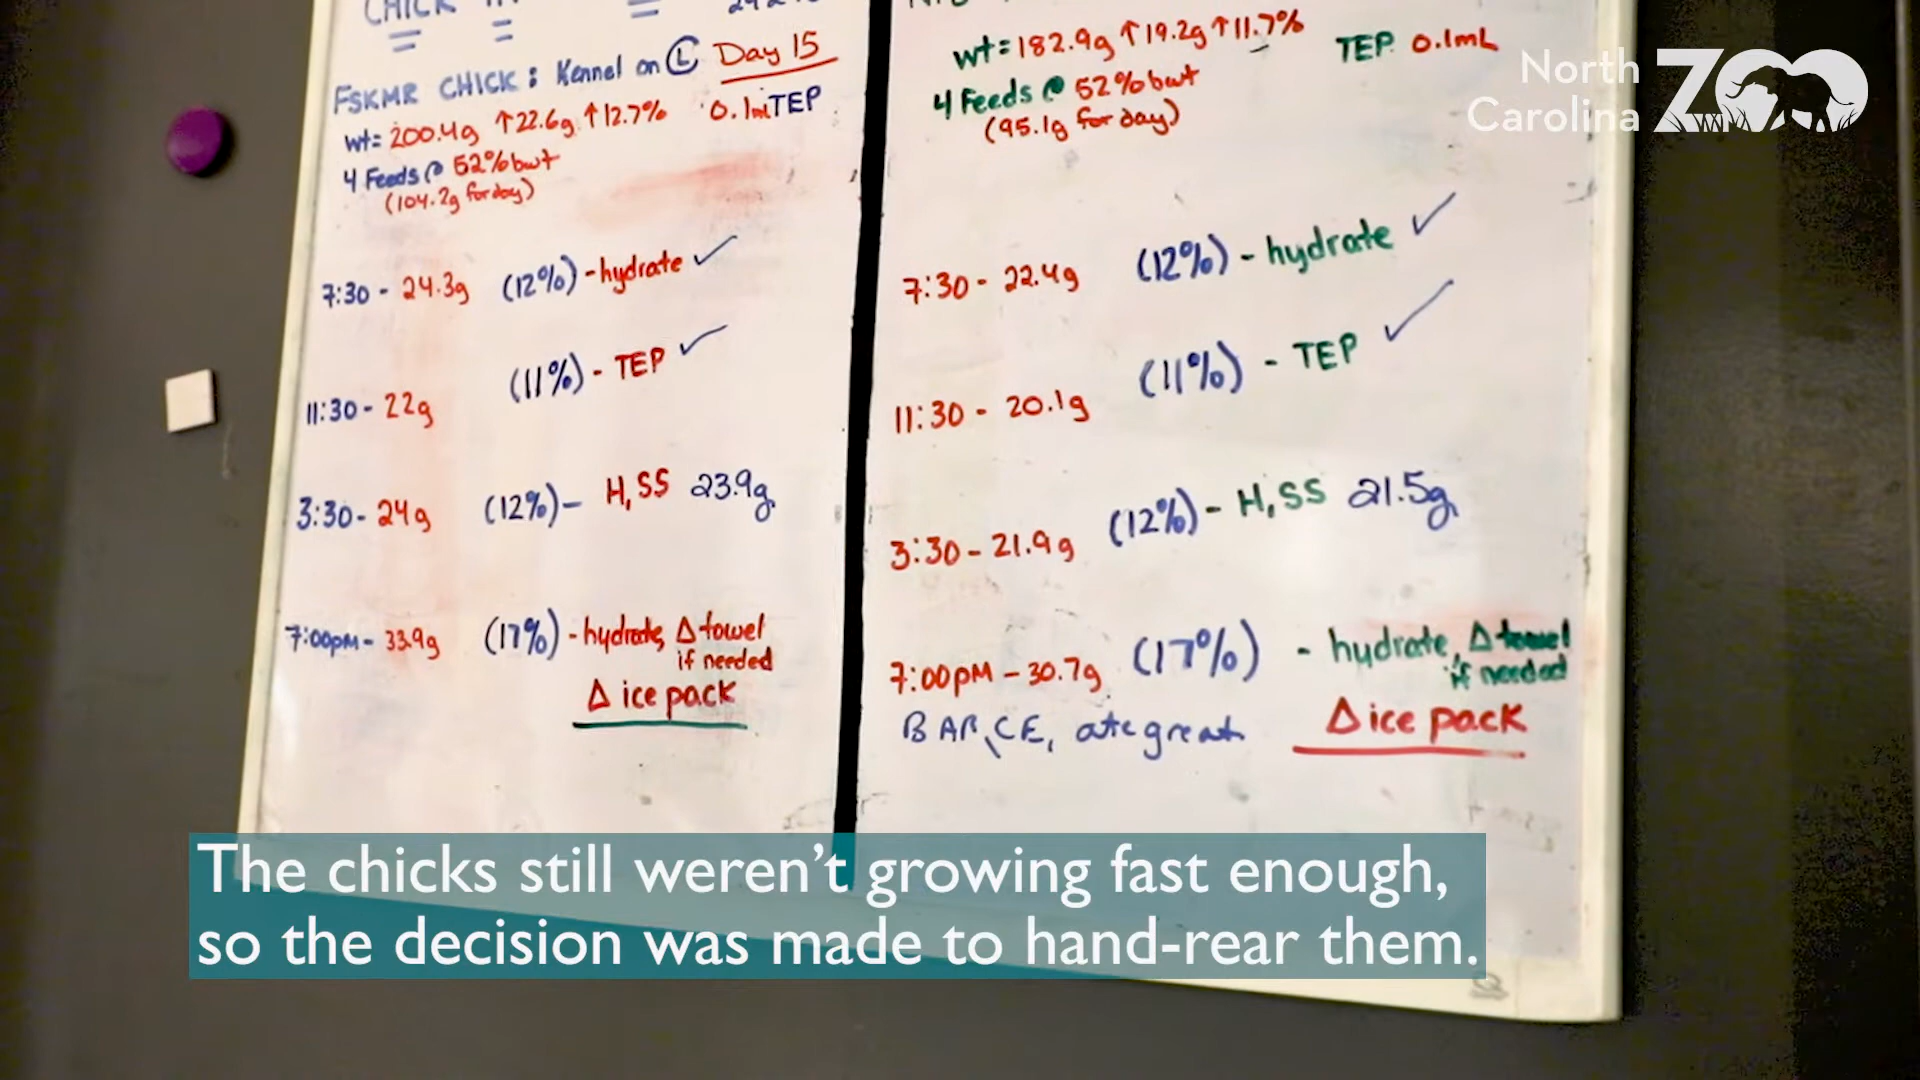 CHICK
FSKMR CHICK: Kennel on Ⓛ Day 15
wt= 200.4g ↑22.6g ↑12.7% 0.1mL TEP
4 Feeds @ 52% bwt
(104.2g for day)
7:30 - 24.3g (12%) - hydrate ✓
11:30 - 22g (11%) - TEP ✓
3:30 - 24g (12%) - H, SS 23.9g
7:00pm - 33.9g (17%) - hydrate, Δ towel
if needed
Δ ice pack
wt = 182.9g ↑19.2g ↑11.7% TEP 0.1mL
4 Feeds @ 52% bwt
(95.1g for day)
7:30 - 22.4g (12%) - hydrate ✓
11:30 - 20.1g (11%) - TEP ✓
3:30 - 21.9g (12%) - H, SS 21.5g
7:00pm - 30.7g (17%) - hydrate, Δ towel
if needed
BAR, CE, ate great Δ ice pack
North
Carolina ZOO
The chicks still weren't growing fast enough,
so the decision was made to hand-rear them.